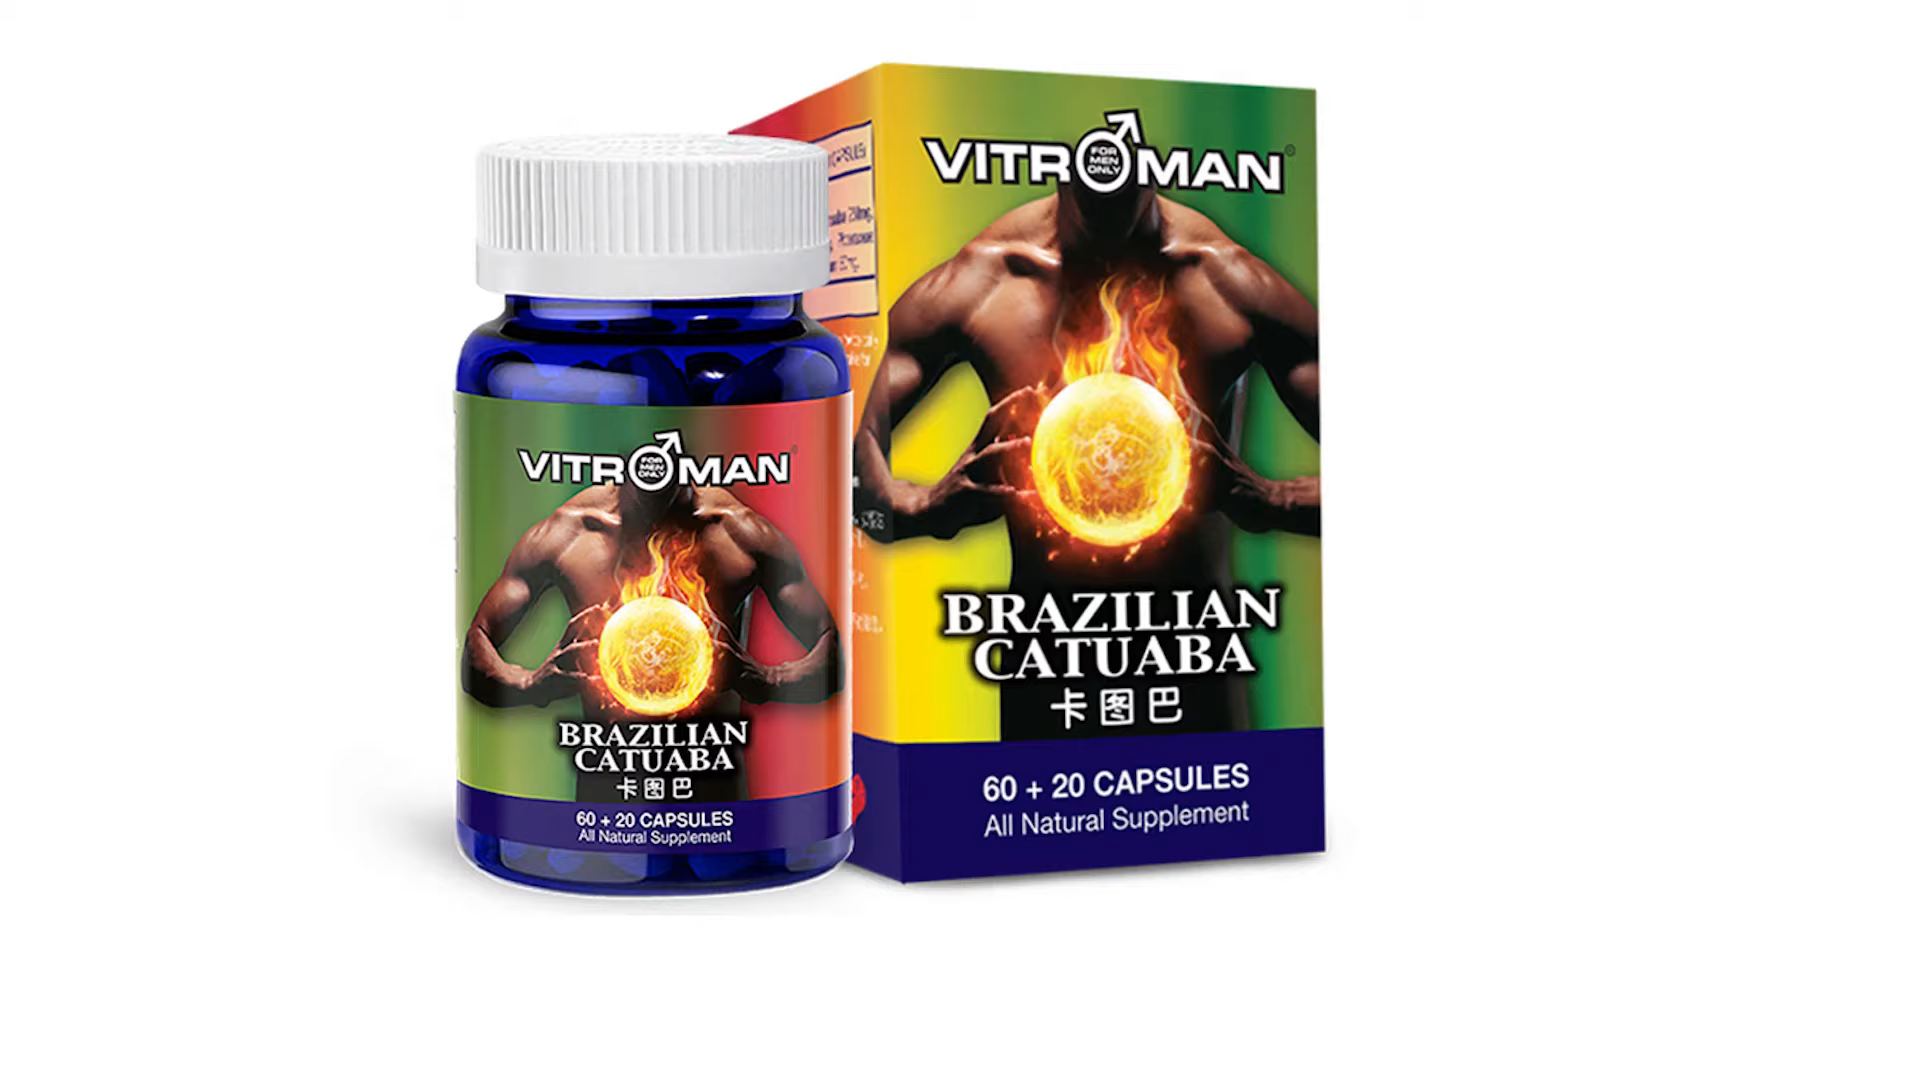 VITROMAN®
FOR
MEN
ONLY
BRAZILIAN
CATUABA
卡图巴
60 + 20 CAPSULES
All Natural Supplement
VITROMAN
FOR
MEN
ONLY
BRAZILIAN
CATUABA
卡图巴
60 + 20 CAPSULES
All Natural Supplement